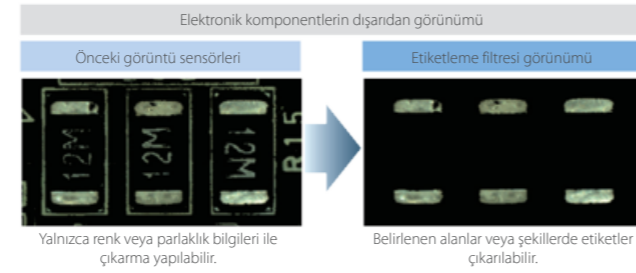 Elektronik komponentlerin dışarıdan görünümü
Önceki görüntü sensörleri
Etiketleme filtresi görünümü
12M
12M
12M
R15
Yalnızca renk veya parlaklık bilgileri ile
çıkarma yapılabilir.
Belirlenen alanlar veya şekillerde etiketler
çıkarılabilir.